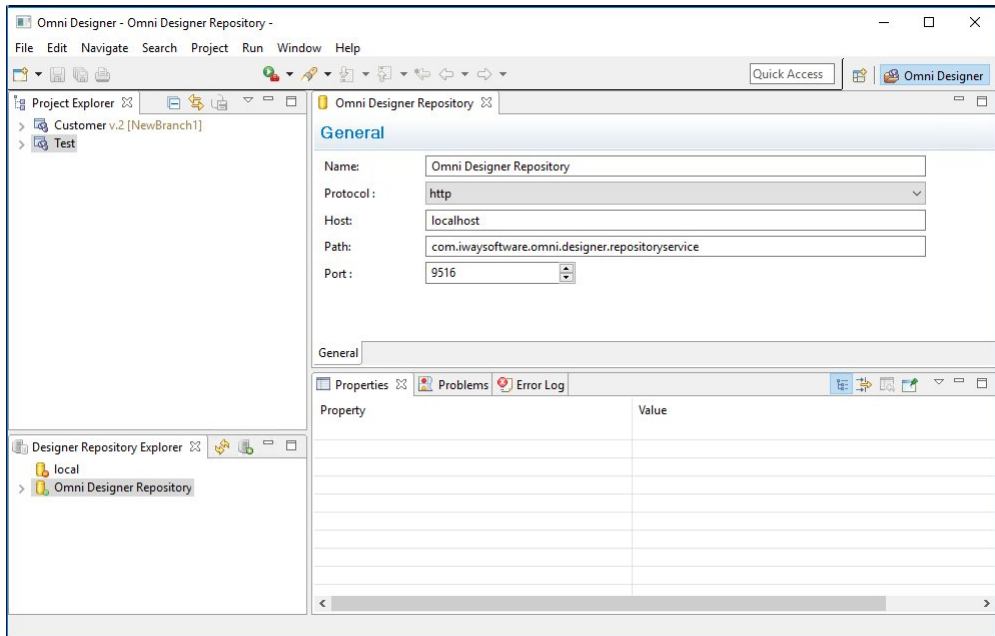 Omni Designer - Omni Designer Repository -
File Edit Navigate Search Project Run Window Help
Quick Access
Omni Designer
Project Explorer
Customer v.2 [NewBranch1]
Test
Omni Designer Repository
General
Name: Omni Designer Repository
Protocol : http
Host: localhost
Path: com.iwaysoftware.omni.designer.repositoryservice
Port : 9516
General
Properties Problems Error Log
Property Value
Designer Repository Explorer
local
Omni Designer Repository